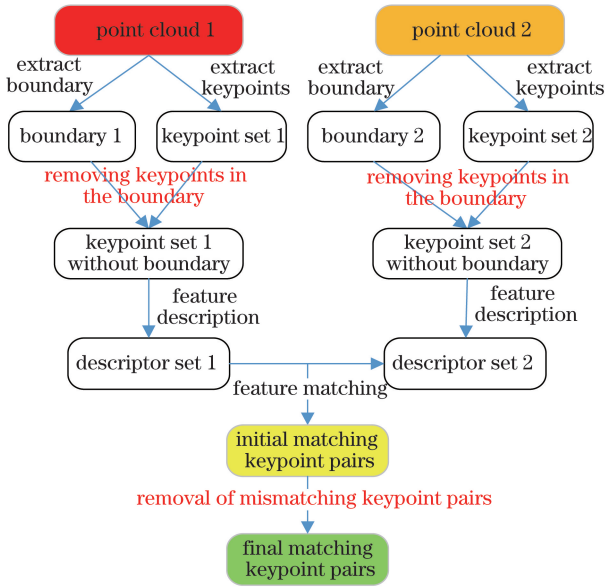 point cloud 1
point cloud 2
extract
boundary
extract
keypoints
extract
boundary
extract
keypoints
boundary 1
keypoint set 1
boundary 2
keypoint set 2
removing keypoints in
the boundary
removing keypoints in
the boundary
keypoint set 1
without boundary
keypoint set 2
without boundary
feature
description
feature
description
descriptor set 1
descriptor set 2
feature matching
initial matching
keypoint pairs
removal of mismatching keypoint pairs
final matching
keypoint pairs